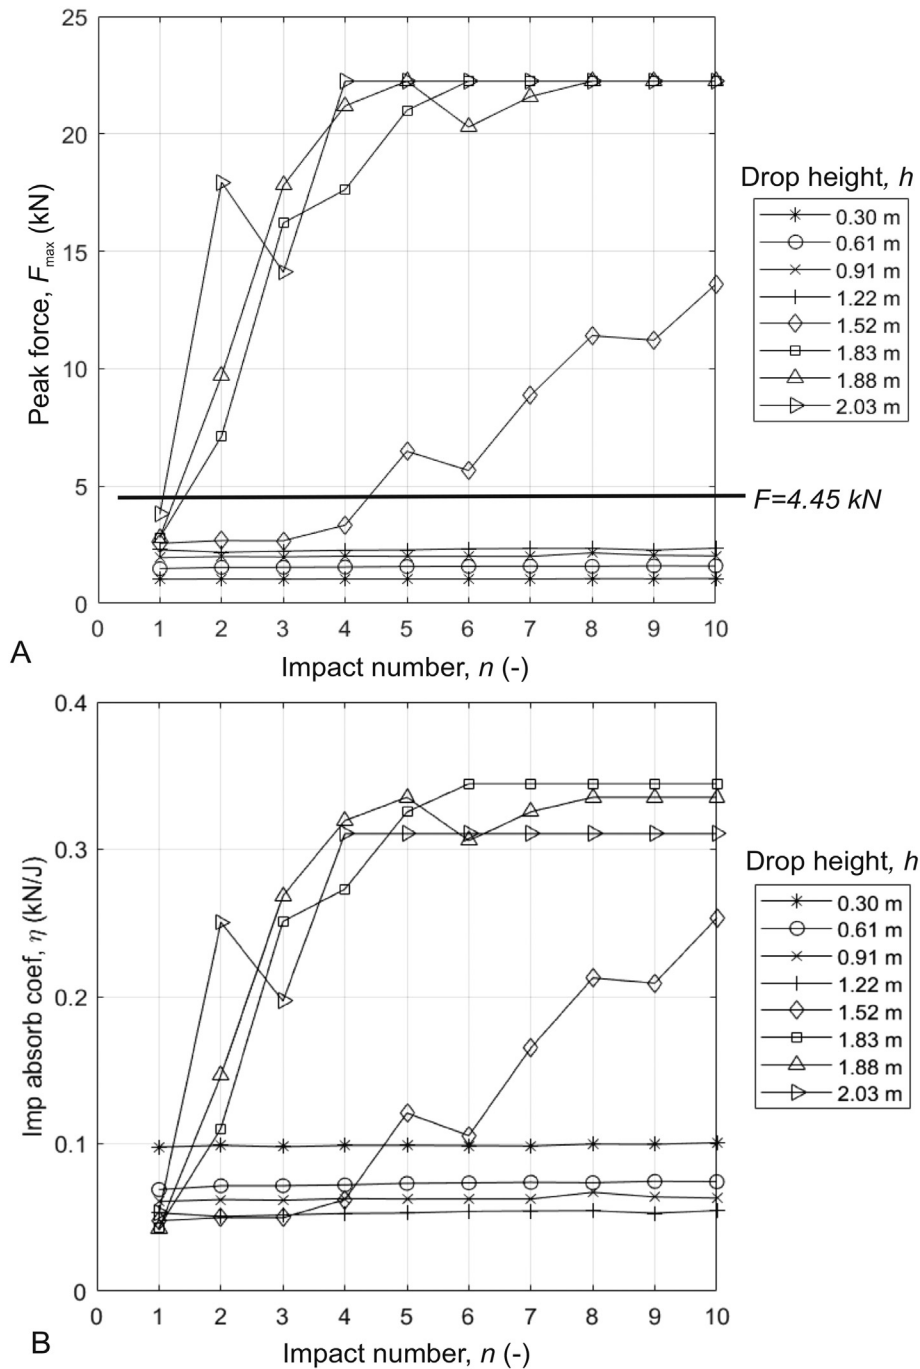 25
20
15
10
5
0
Peak force, Fmax (kN)
0 1 2 3 4 5 6 7 8 9 10
Impact number, n (-)
A
F=4.45 kN
Drop height, h
0.30 m
0.61 m
0.91 m
1.22 m
1.52 m
1.83 m
1.88 m
2.03 m
0.4
0.3
0.2
0.1
0
Imp absorb coef, η (kN/J)
0 1 2 3 4 5 6 7 8 9 10
Impact number, n (-)
B
Drop height, h
0.30 m
0.61 m
0.91 m
1.22 m
1.52 m
1.83 m
1.88 m
2.03 m